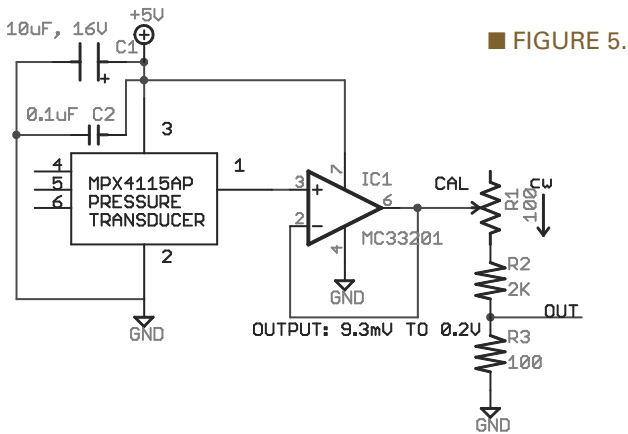 +5V
10uF, 16V
C1
+
FIGURE 5.
0.1uF C2
3
4
5
6
MPX4115AP
PRESSURE
TRANSDUCER
1
2
GND
3
+
2
-
7
IC1
6
4
MC33201
GND
OUTPUT: 9.3mV TO 0.2V
CAL
R1
100
cw
R2
2K
OUT
R3
100
GND